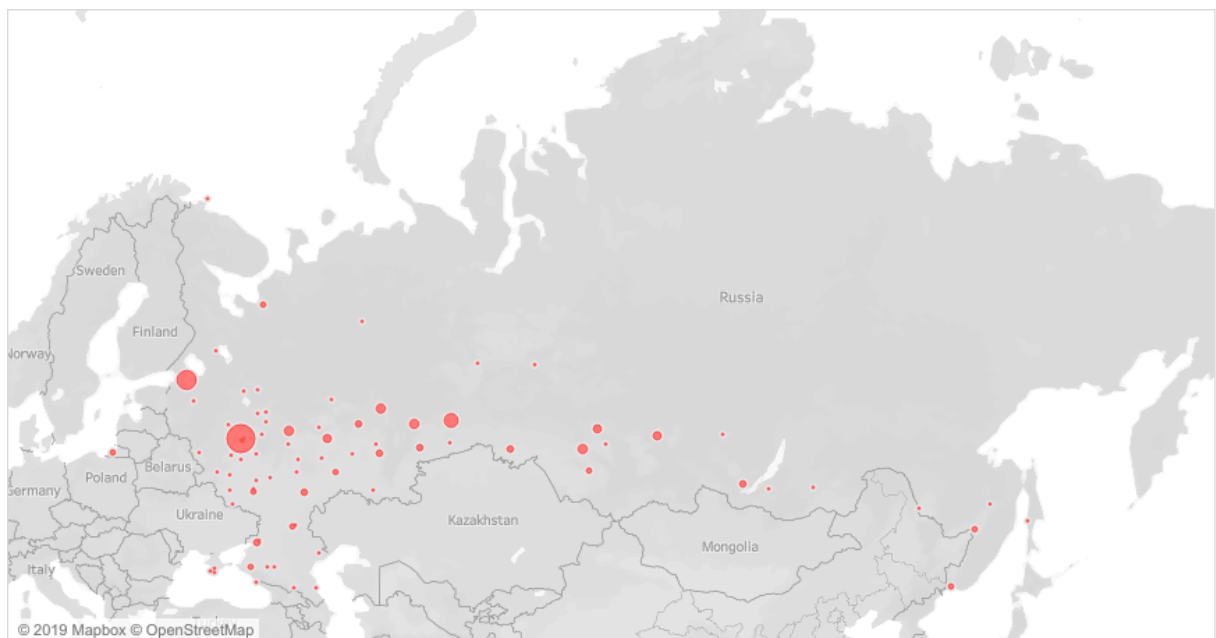 Sweden
Russia
Finland
Norway
Belarus
Poland
Germany
Ukraine
Kazakhstan
Mongolia
Italy
© 2019 Mapbox © OpenStreetMap